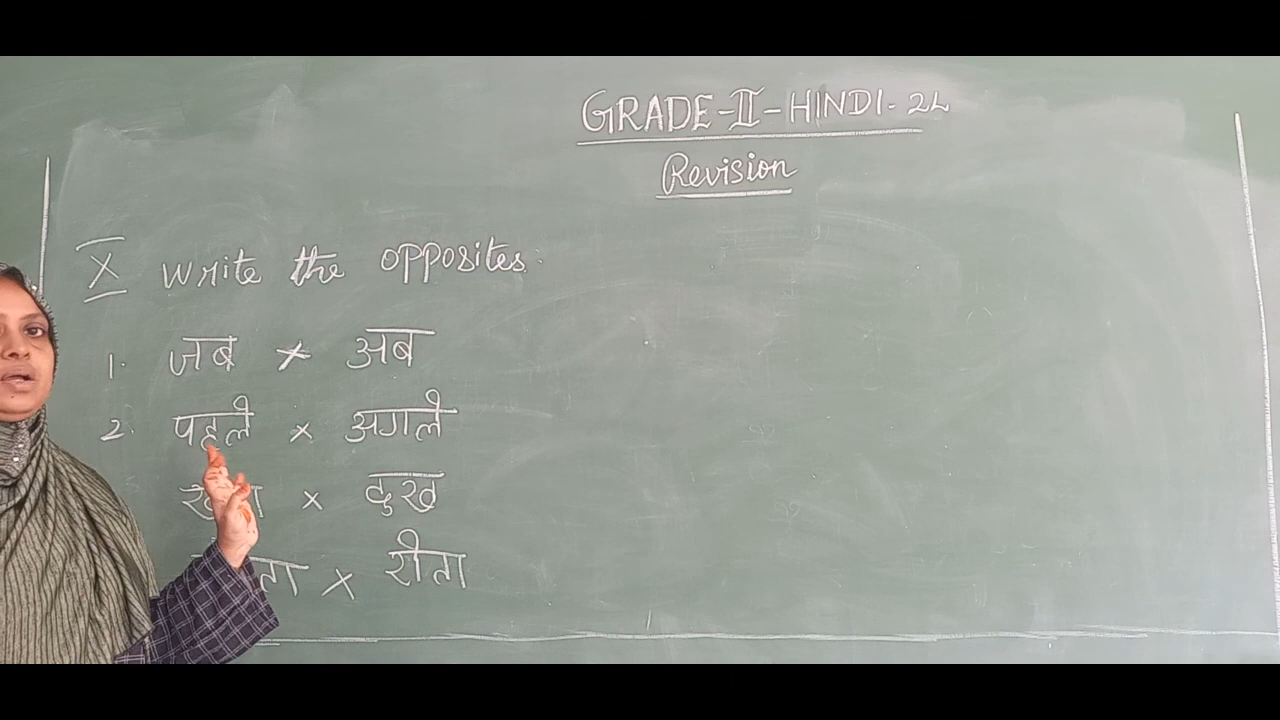 GRADE-II-HINDI-2L
Revision
X Write the opposites:
1. जब × अब
2. पहले × अगले
× दुख
× रीता